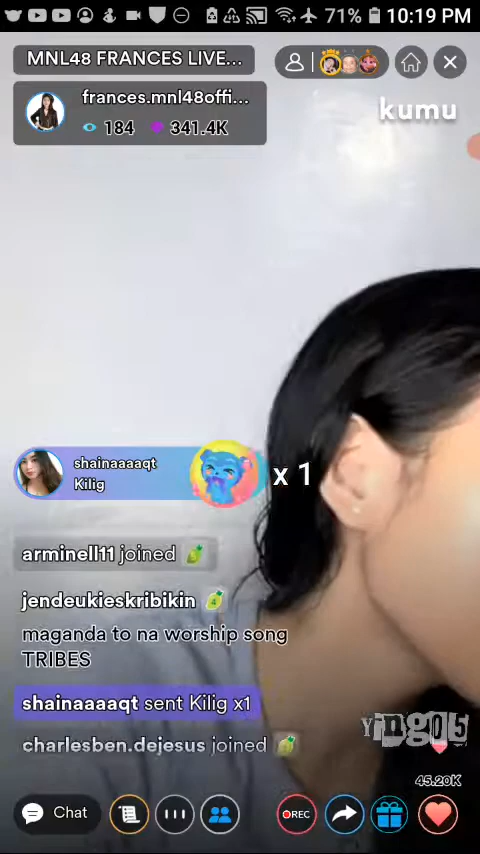 71% 10:19 PM
MNL48 FRANCES LIVE...
frances.mnl48offi...
184 341.4K
kumu
shainaaaaqt
Kilig
x 1
arminell11 joined
jendeukieskribikin
maganda to na worship song
TRIBES
shainaaaaqt sent Kilig x1
charlesben.dejesus joined
Ying05
45.20K
Chat
REC